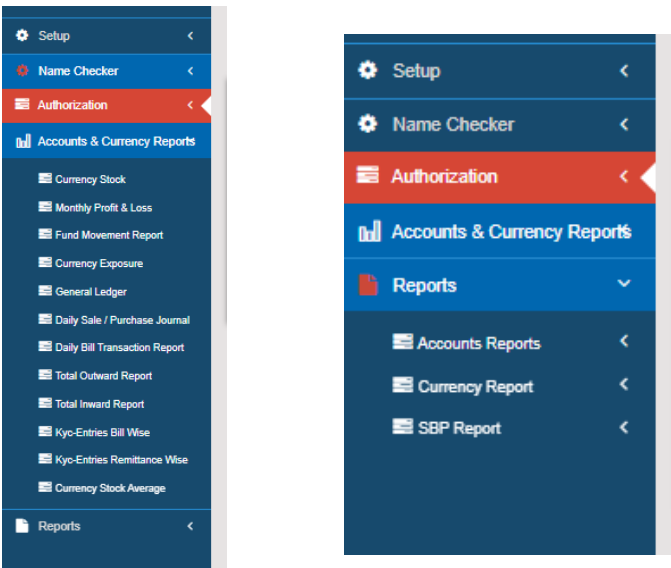 Setup
Name Checker
Authorization
Accounts & Currency Reports
Currency Stock
Monthly Profit & Loss
Fund Movement Report
Currency Exposure
General Ledger
Daily Sale / Purchase Journal
Daily Bill Transaction Report
Total Outward Report
Total Inward Report
Kyc-Entries Bill Wise
Kyc-Entries Remittance Wise
Currency Stock Average
Reports
Setup
Name Checker
Authorization
Accounts & Currency Reports
Reports
Accounts Reports
Currency Report
SBP Report